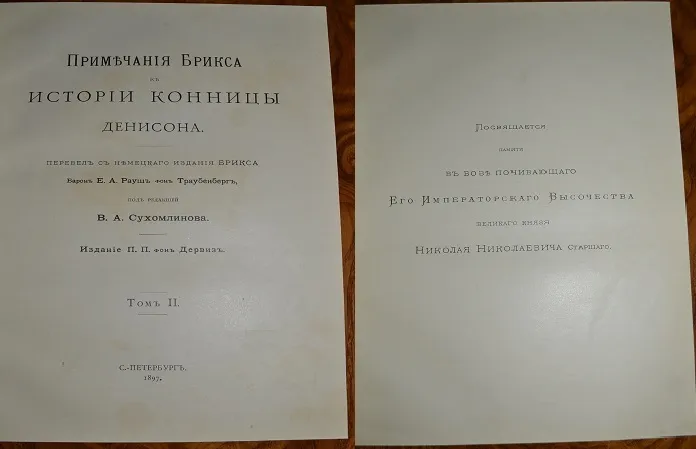 Примѣчанія Брикса
къ
ИСТОРІИ КОННИЦЫ
ДЕНИСОНА.
ПЕРЕВЕЛЪ СЪ НѢМЕЦКАГО ИЗДАНІЯ БРИКСА
Баронъ Е. А. Раушъ фонъ Траубенбергъ,
ПОДЪ РЕДАКЦІЕЙ
В. А. Сухомлинова.
Изданіе П. П. фонъ Дервизъ.
Томъ II.
С.-ПЕТЕРБУРГЪ.
1897.
Посвящается
ПАМЯТИ
ВЪ БОЗѢ ПОЧИВАЮЩАГО
Его Императорскаго Высочества
ВЕЛИКАГО КНЯЗЯ
Николая Николаевича Старшаго.